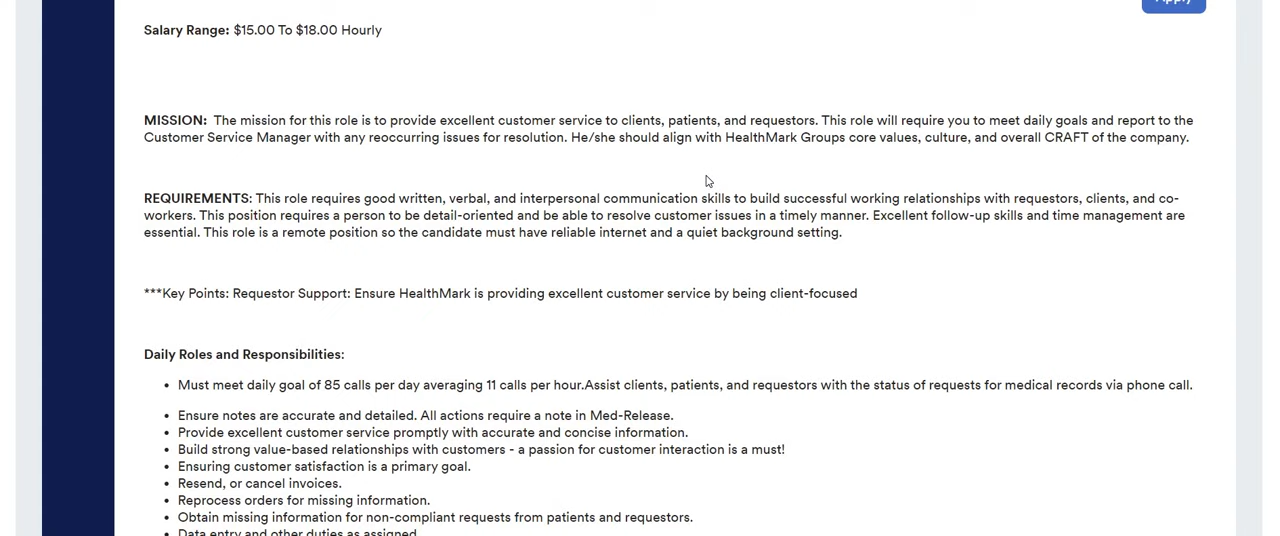 Apply
Salary Range: $15.00 To $18.00 Hourly
MISSION: The mission for this role is to provide excellent customer service to clients, patients, and requestors. This role will require you to meet daily goals and report to the
Customer Service Manager with any reoccurring issues for resolution. He/she should align with HealthMark Groups core values, culture, and overall CRAFT of the company.
REQUIREMENTS: This role requires good written, verbal, and interpersonal communication skills to build successful working relationships with requestors, clients, and co-
workers. This position requires a person to be detail-oriented and be able to resolve customer issues in a timely manner. Excellent follow-up skills and time management are
essential. This role is a remote position so the candidate must have reliable internet and a quiet background setting.
***Key Points: Requestor Support: Ensure HealthMark is providing excellent customer service by being client-focused
Daily Roles and Responsibilities:
• Must meet daily goal of 85 calls per day averaging 11 calls per hour.Assist clients, patients, and requestors with the status of requests for medical records via phone call.
• Ensure notes are accurate and detailed. All actions require a note in Med-Release.
• Provide excellent customer service promptly with accurate and concise information.
• Build strong value-based relationships with customers - a passion for customer interaction is a must!
• Ensuring customer satisfaction is a primary goal.
• Resend, or cancel invoices.
• Reprocess orders for missing information.
• Obtain missing information for non-compliant requests from patients and requestors.
• Data entry and other duties as assigned